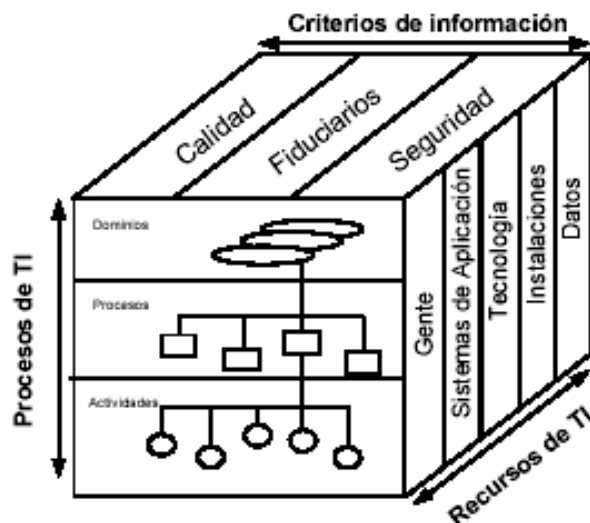 Criterios de información
Calidad
Fiduciarios
Seguridad
Procesos de TI
Dominios
Procesos
Actividades
Gente
Sistemas de Aplicación
Tecnología
Instalaciones
Datos
Recursos de TI